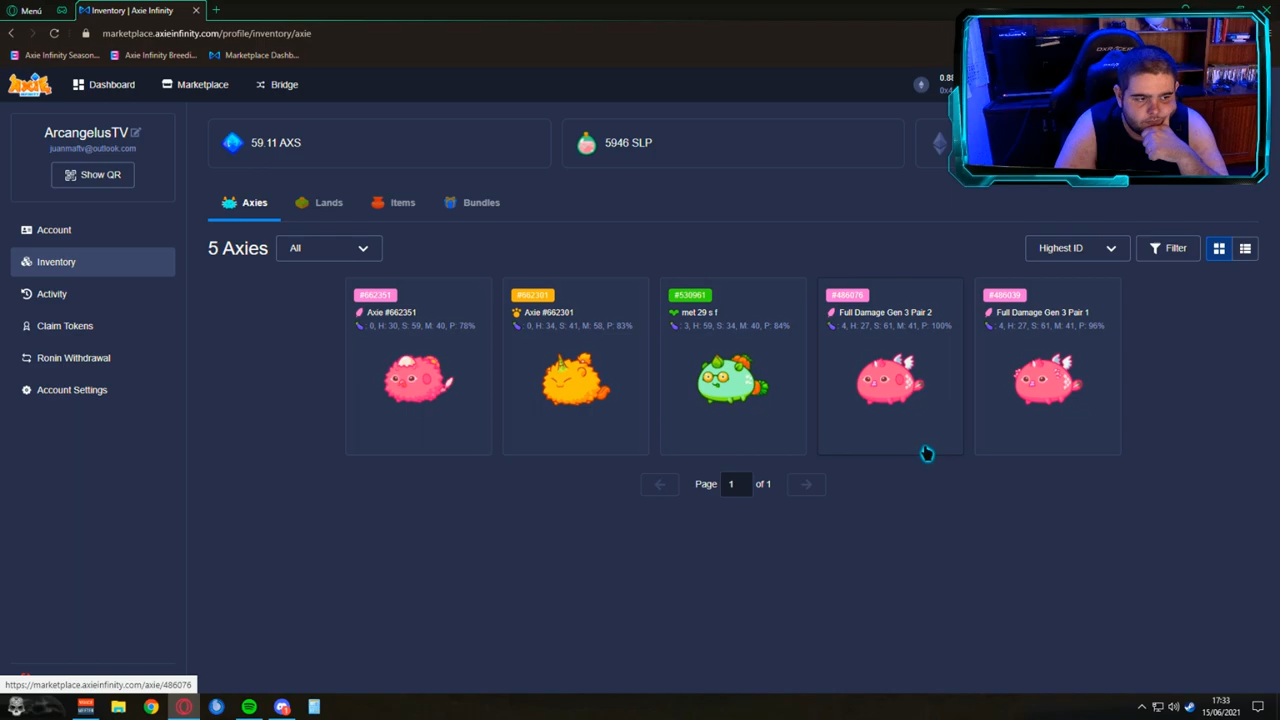 Menú
Inventory | Axie Infinity
marketplace.axieinfinity.com/profile/inventory/axie
Axie Infinity Season...
Axie Infinity Breedi...
Marketplace Dashb...
AXIE
INFINITY
Dashboard
Marketplace
Bridge
ArcangelusTV
juanmaftv@outlook.com
Show QR
Account
Inventory
Activity
Claim Tokens
Ronin Withdrawal
Account Settings
59.11 AXS
5946 SLP
DXRACER
Axies
Lands
Items
Bundles
5 Axies
All
Highest ID
Filter
#662351
Axie #662351
: 0, H: 30, S: 59, M: 40, P: 78%
#662301
Axie #662301
: 0, H: 34, S: 41, M: 58, P: 83%
#530961
met 29 s f
: 3, H: 59, S: 34, M: 40, P: 84%
#486076
Full Damage Gen 3 Pair 2
: 4, H: 27, S: 61, M: 41, P: 100%
#486039
Full Damage Gen 3 Pair 1
: 4, H: 27, S: 61, M: 41, P: 96%
Page 1 of 1
https://marketplace.axieinfinity.com/axie/486076
17:33
15/06/2021